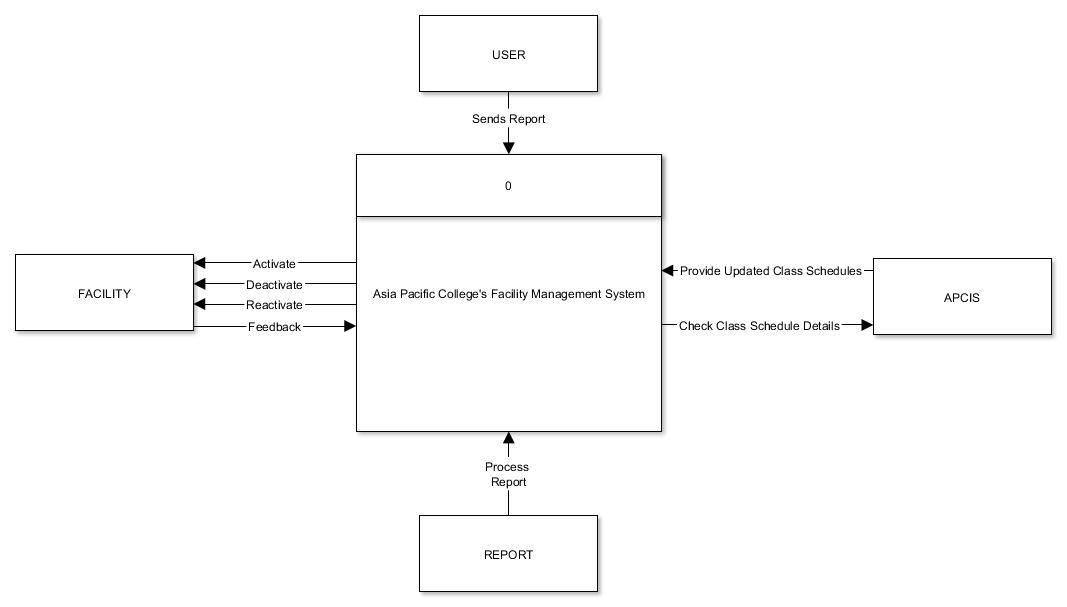 USER
Sends Report
0
Activate
Deactivate
Reactivate
Feedback
FACILITY
Asia Pacific College's Facility Management System
Provide Updated Class Schedules
Check Class Schedule Details
APCIS
Process
Report
REPORT